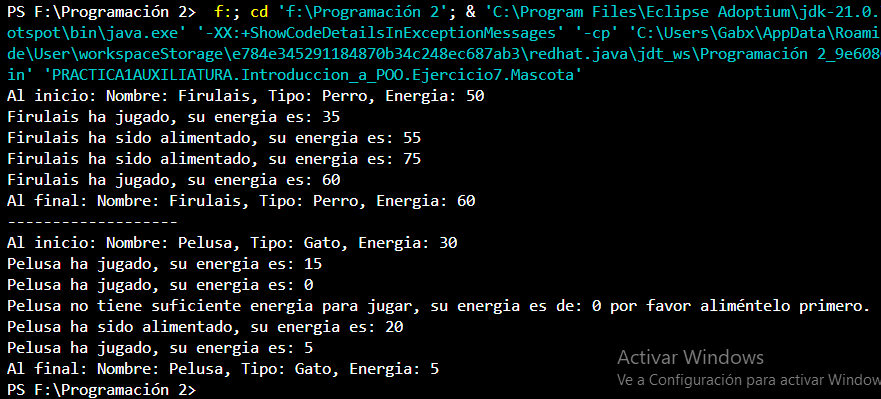 PS F:\Programación 2>  f:; cd 'f:\Programación 2'; & 'C:\Program Files\Eclipse Adoptium\jdk-21.0.
otspot\bin\java.exe' '-XX:+ShowCodeDetailsInExceptionMessages' '-cp' 'C:\Users\Gabx\AppData\Roami
de\User\workspaceStorage\e784e345291184870b34c248ec687ab3\redhat.java\jdt_ws\Programación 2_9e608
in' 'PRACTICA1AUXILIATURA.Introduccion_a_POO.Ejercicio7.Mascota'
Al inicio: Nombre: Firulais, Tipo: Perro, Energia: 50
Firulais ha jugado, su energia es: 35
Firulais ha sido alimentado, su energia es: 55
Firulais ha sido alimentado, su energia es: 75
Firulais ha jugado, su energia es: 60
Al final: Nombre: Firulais, Tipo: Perro, Energia: 60
------------------
Al inicio: Nombre: Pelusa, Tipo: Gato, Energia: 30
Pelusa ha jugado, su energia es: 15
Pelusa ha jugado, su energia es: 0
Pelusa no tiene suficiente energia para jugar, su energia es de: 0 por favor aliméntelo primero.
Pelusa ha sido alimentado, su energia es: 20
Pelusa ha jugado, su energia es: 5
Al final: Nombre: Pelusa, Tipo: Gato, Energia: 5
PS F:\Programación 2>
Activar Windows
Ve a Configuración para activar Window